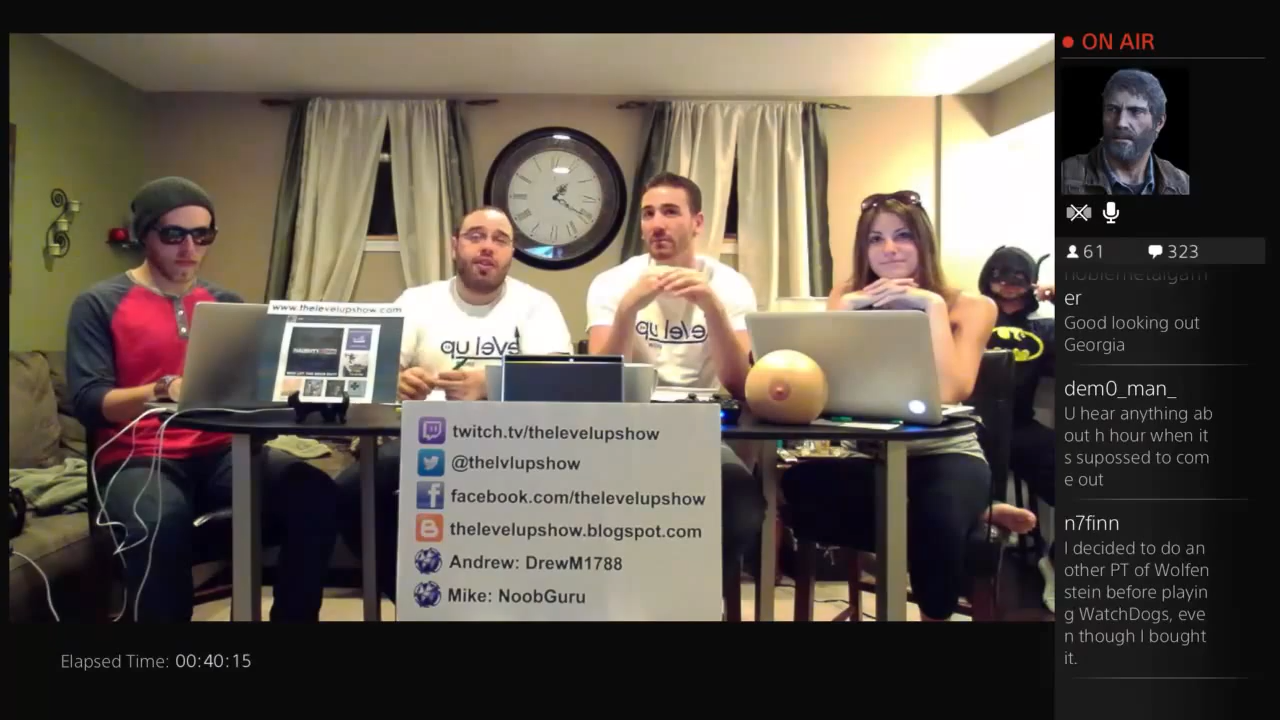 ON AIR
61
323
er
Good looking out
Georgia
dem0_man_
U hear anything ab
out h hour when it
s supossed to com
e out
n7finn
I decided to do an
other PT of Wolfen
stein before playin
g WatchDogs, eve
n though I bought
it.
www.thelevelupshow.com
level up
level up
twitch.tv/thelevelupshow
@thelvlupshow
facebook.com/thelevelupshow
thelevelupshow.blogspot.com
Andrew: DrewM1788
Mike: NoobGuru
Elapsed Time: 00:40:15